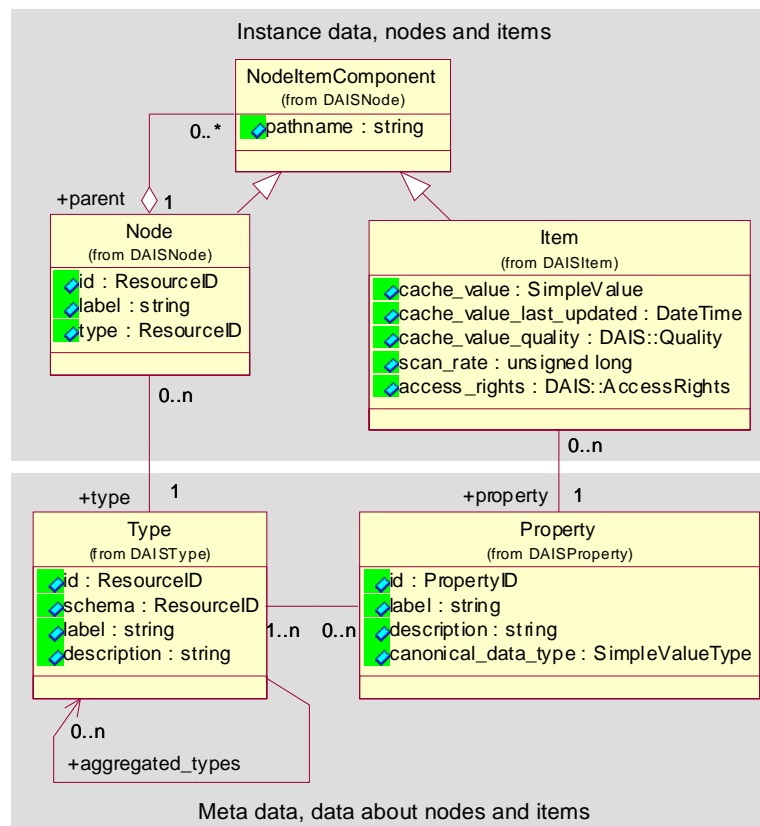 Instance data, nodes and items
NodeItemComponent
(from DAISNode)
pathname : string
0..*
+parent
1
Node
(from DAISNode)
id : ResourceID
label : string
type : ResourceID
Item
(from DAISItem)
cache_value : SimpleValue
cache_value_last_updated : DateTime
cache_value_quality : DAIS::Quality
scan_rate : unsigned long
access_rights : DAIS::AccessRights
0..n
0..n
+type
1
+property
1
Type
(from DAISType)
id : ResourceID
schema : ResourceID
label : string
description : string
1..n
0..n
Property
(from DAISProperty)
id : PropertyID
label : string
description : string
canonical_data_type : SimpleValueType
0..n
+aggregated_types
Meta data, data about nodes and items